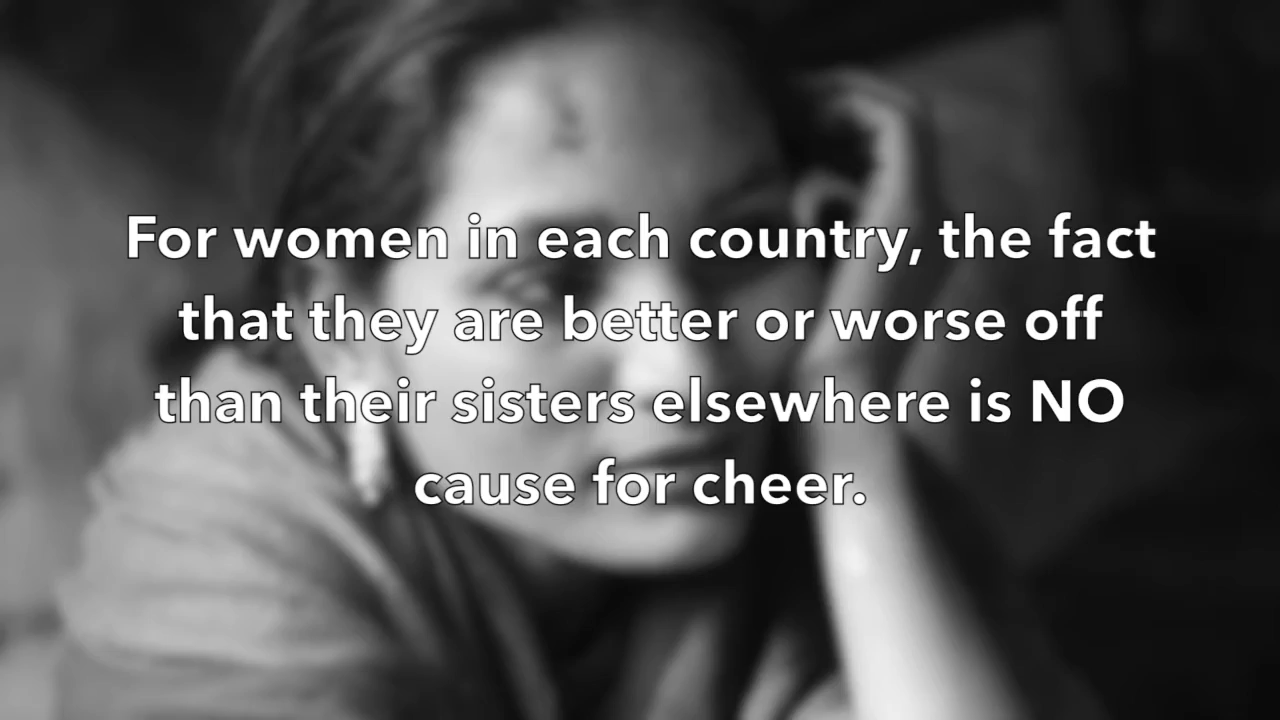 For women in each country, the fact
that they are better or worse off
than their sisters elsewhere is NO
cause for cheer.